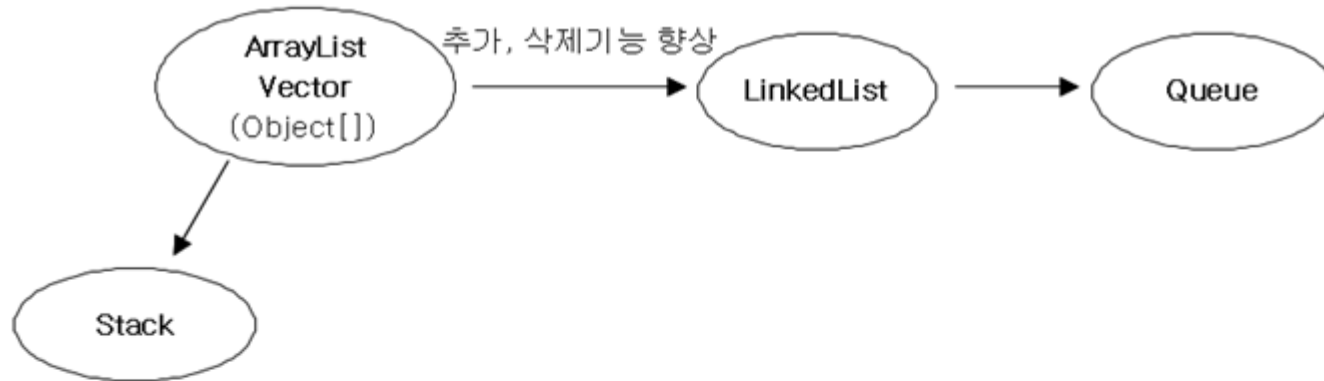 ArrayList
Vector
(Object[])
추가, 삭제기능 향상
LinkedList
Queue
Stack